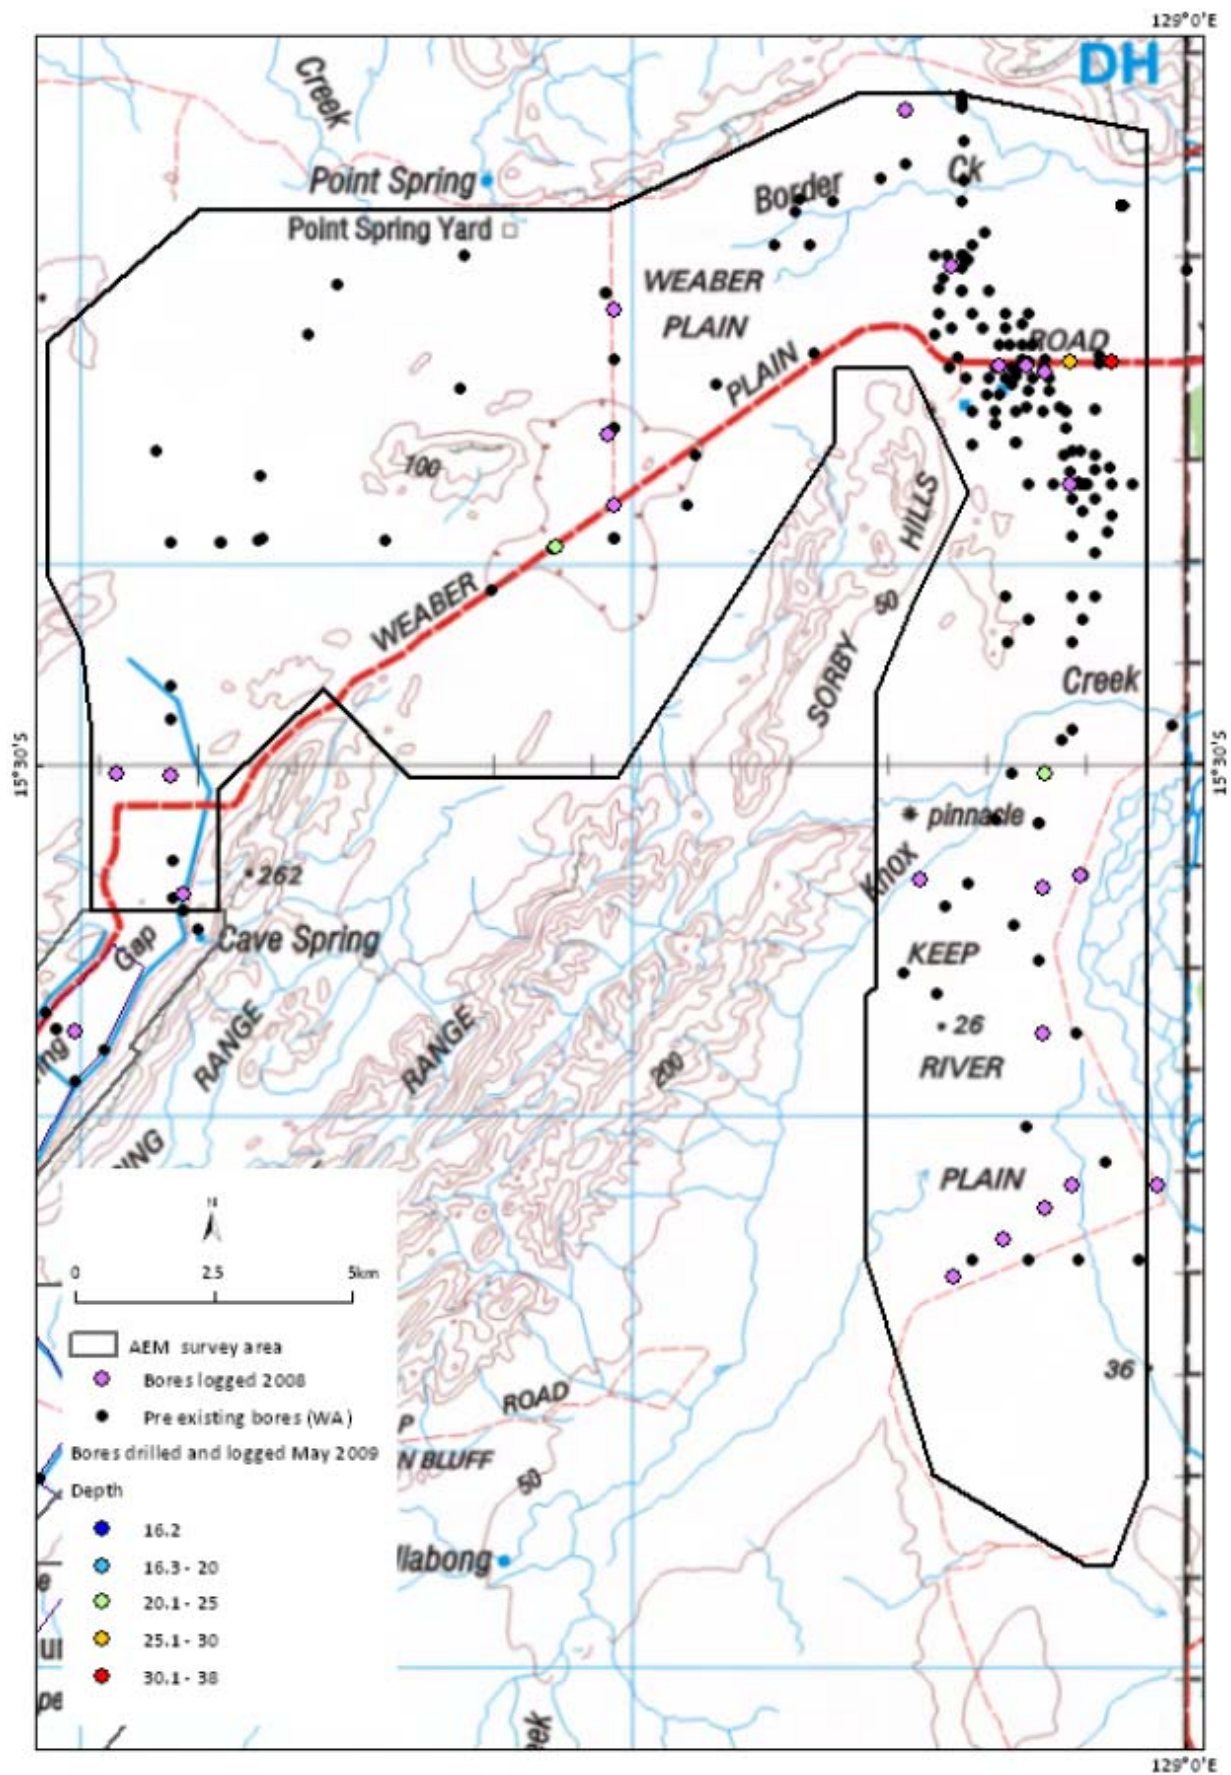 129°0'E
DH
Creek
Point Spring
Ck
Border
Point Spring Yard
WEABER
PLAIN
ROAD
PLAIN
100
HILLS
WEABER
50
SORBY
Creek
15°30'S
15°30'S
pinnacle
262
Knox
Cave Spring
Gap
KEEP
26
RANGE
RANGE
RIVER
200
PLAIN
N
0 2.5 5km
AEM survey area
36
Bores logged 2008
ROAD
Pre existing bores (WA)
P
Bores drilled and logged May 2009
N BLUFF
50
Depth
16.2
16.3 - 20
llabong
20.1 - 25
25.1 - 30
30.1 - 38
129°0'E